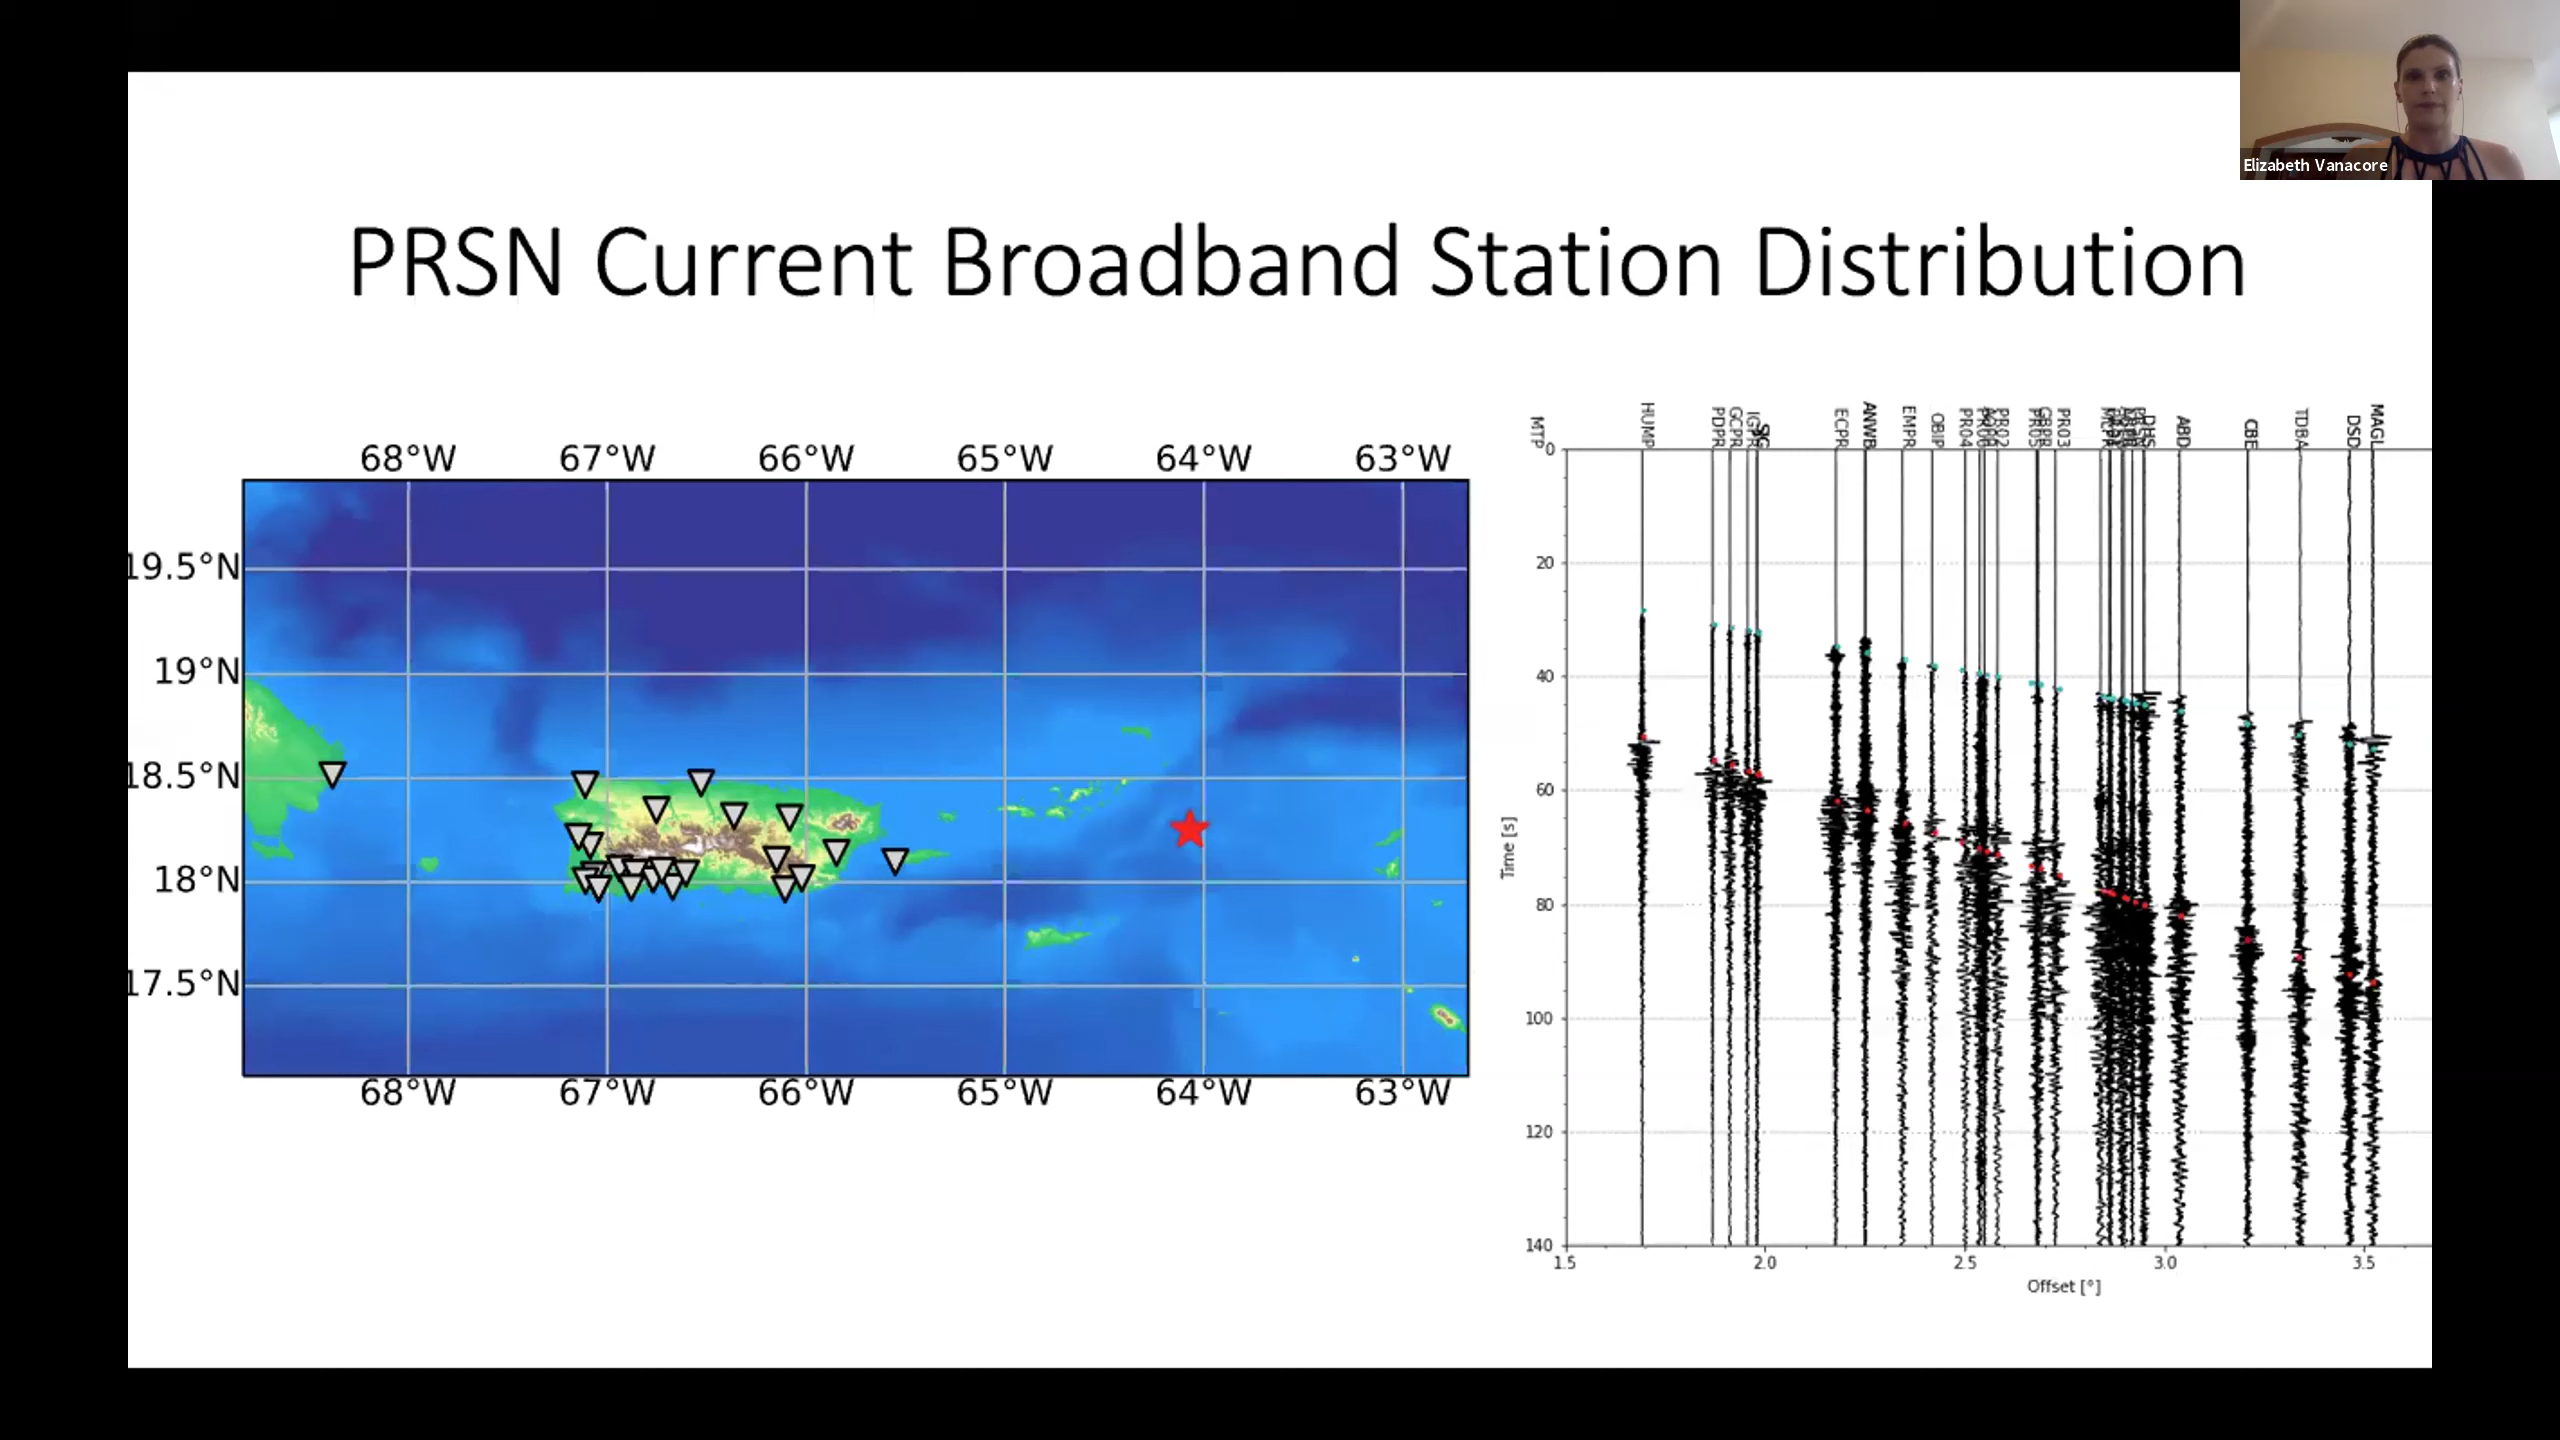 Elizabeth Vanacore
PRSN Current Broadband Station Distribution
68°W 67°W 66°W 65°W 64°W 63°W
19.5°N
19°N
18.5°N
18°N
17.5°N
68°W 67°W 66°W 65°W 64°W 63°W
MTP HUMP PDPR GCPR ECPR ANWB EMPR OBIP PR04 PR02 PR03 ABD CBE TDBA DSD MAGL
0
20
40
60
80
100
120
140
Time [s]
1.5 2.0 2.5 3.0 3.5
Offset [°]